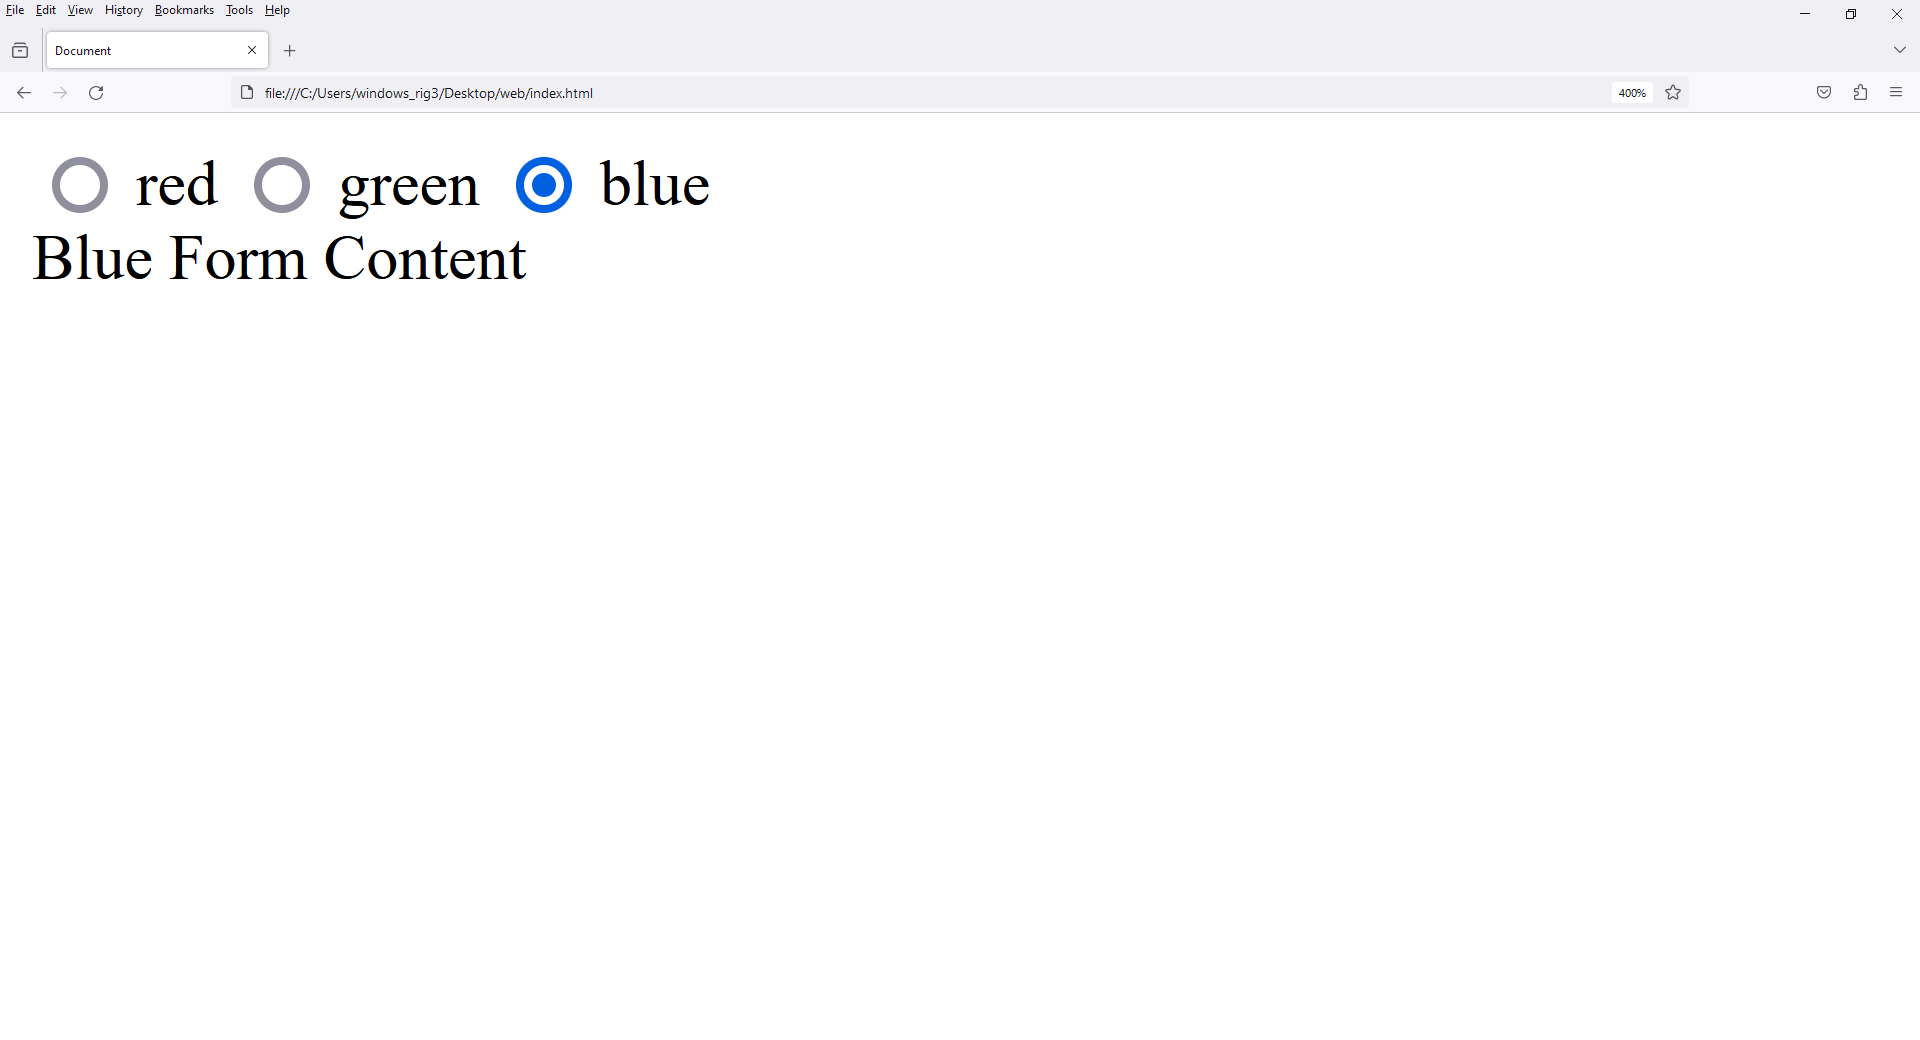 File Edit View History Bookmarks Tools Help
Document
file:///C:/Users/windows_rig3/Desktop/web/index.html 400%
red green blue
Blue Form Content